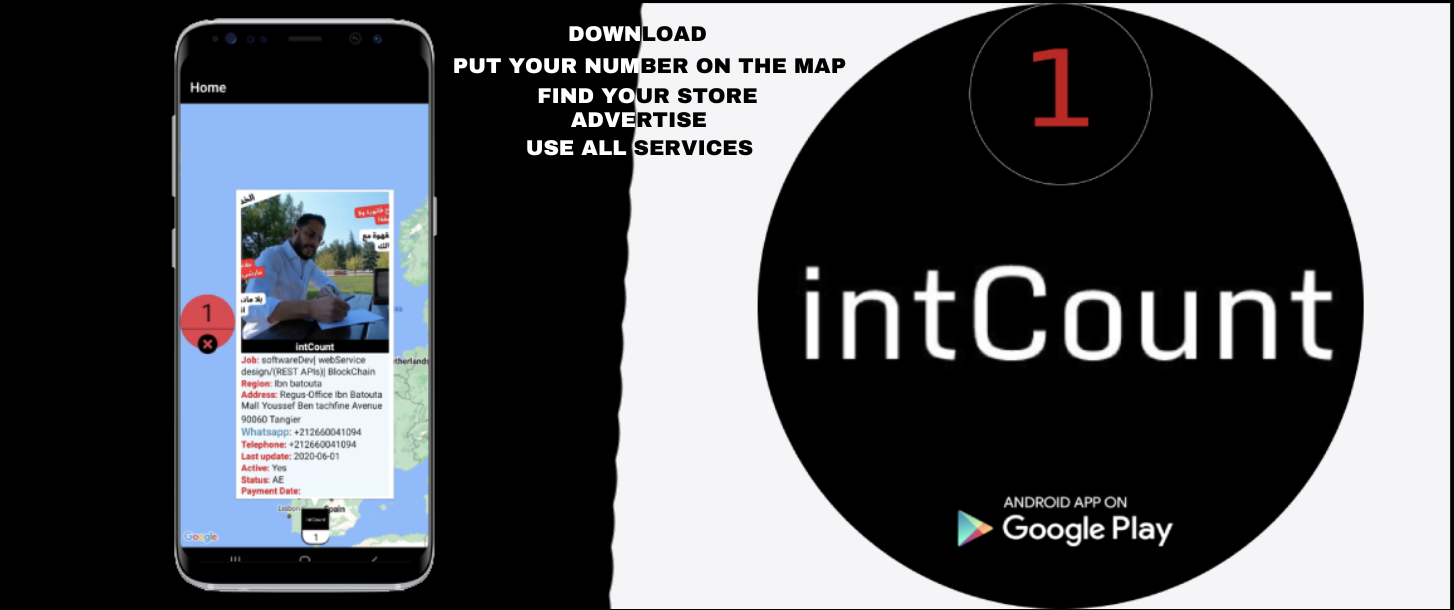 DOWNLOAD
PUT YOUR NUMBER ON THE MAP
FIND YOUR STORE
ADVERTISE
USE ALL SERVICES
Home
قهوة مع
1
intCount
Job: softwareDev| webService
design/(REST APIs)| BlockChain
Region: Ibn batouta
Address: Regus-Office Ibn Batouta
Mall Youssef Ben tachfine Avenue
90060 Tangier
Whatsapp: +212660041094
Telephone: +212660041094
Last update: 2020-06-01
Active: Yes
Status: AE
Payment Date:
etherlands
Lisbon
Spain
intCount
1
Google
1
intCount
ANDROID APP ON
Google Play